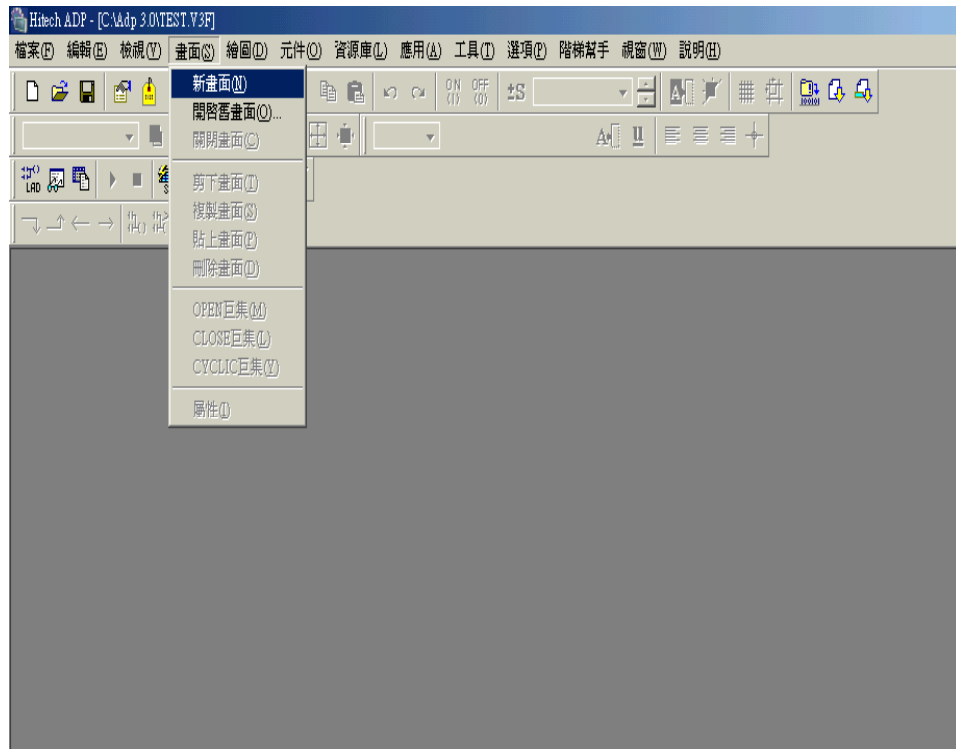 Hitech ADP - [C:\Adp 3.0\TEST.V3F]
檔案(F) 編輯(E) 檢視(V) 畫面(S) 繪圖(D) 元件(O) 資源庫(L) 應用(A) 工具(T) 選項(P) 階梯幫手 視窗(W) 說明(H)
新畫面(N)
開啓舊畫面(O)...
關閉畫面(C)
剪下畫面(T)
複製畫面(S)
貼上畫面(P)
刪除畫面(D)
OPEN巨集(M)
CLOSE巨集(L)
CYCLIC巨集(Y)
屬性(I)
ON (1) OFF (0) ±S
A U
LAD